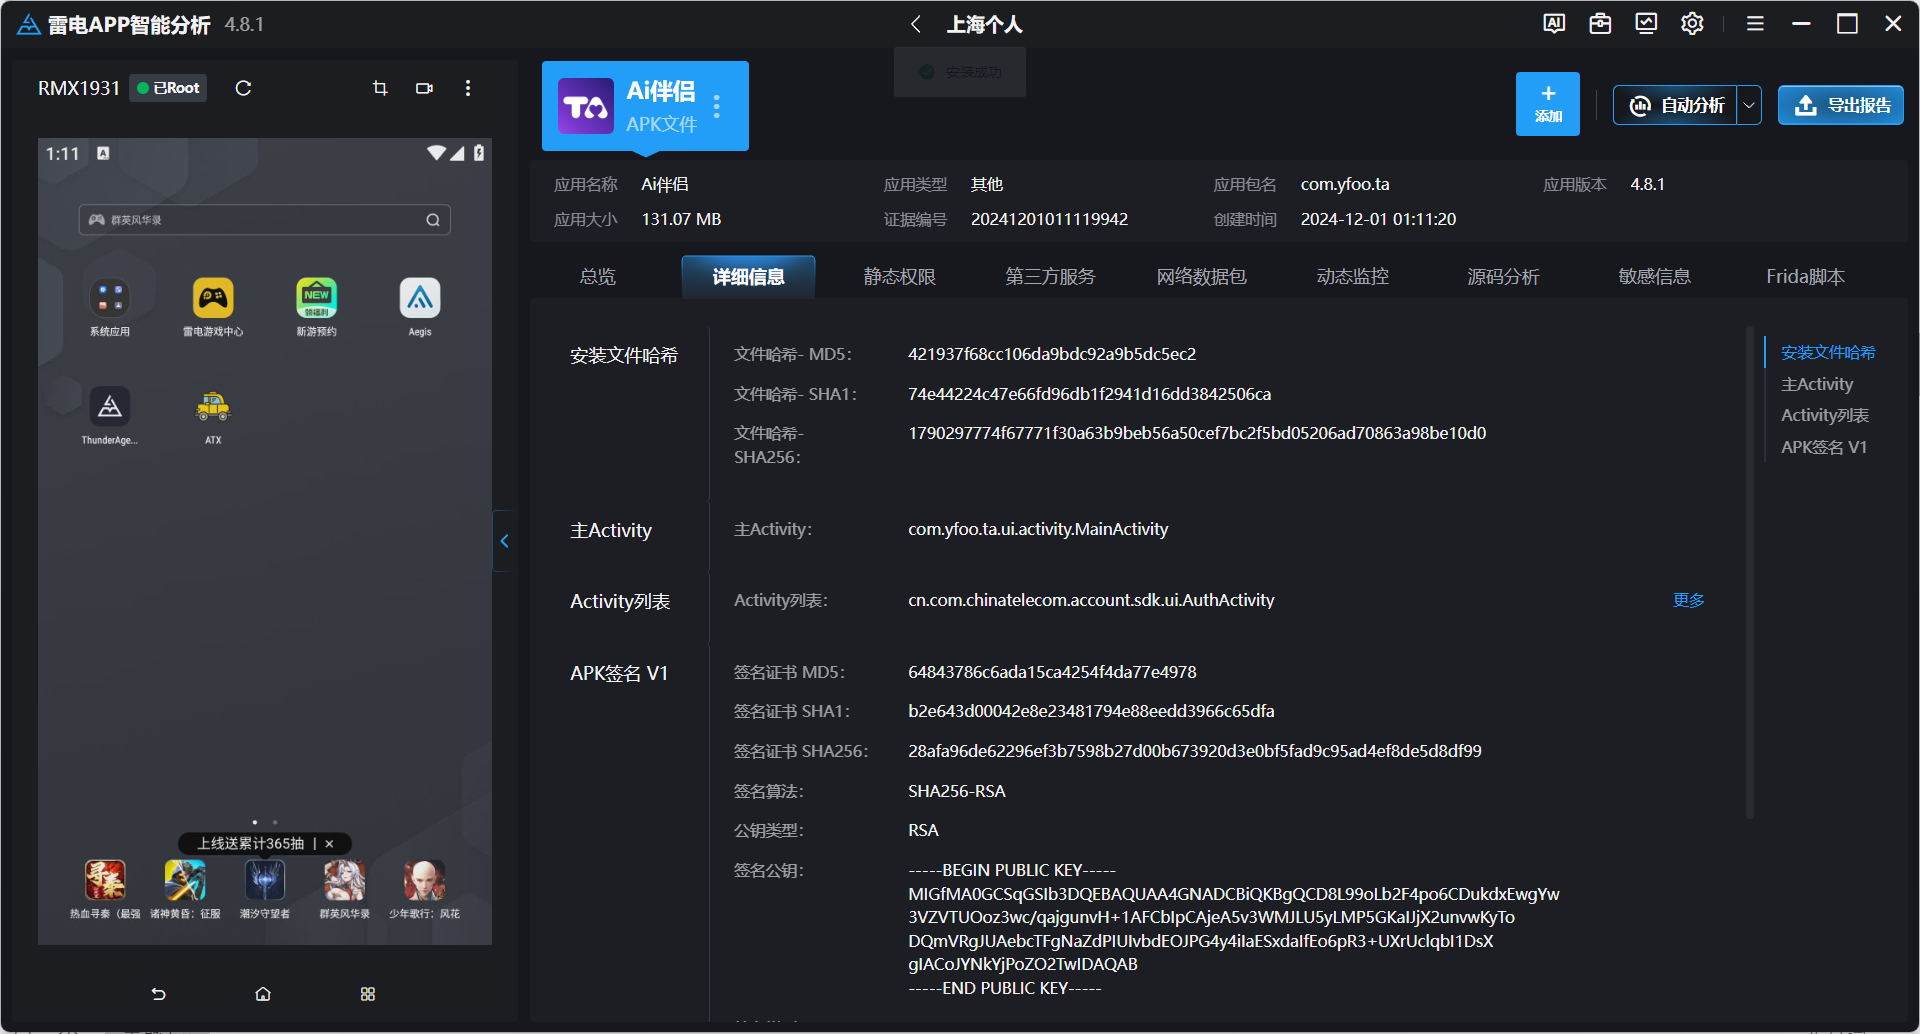 雷电APP智能分析 4.8.1
上海个人
RMX1931 已Root
安装成功
Ai伴侣
APK文件
添加
自动分析
导出报告
1:11
群英风华录
系统应用
雷电游戏中心
NEW
领福利
新游预约
Aegis
ThunderAge...
ATX
上线送累计365抽 | ×
寻秦
热血寻秦（最强
诸神黄昏：征服
潮汐守望者
群英风华录
少年歌行：风花
应用名称 Ai伴侣 应用类型 其他 应用包名 com.yfoo.ta 应用版本 4.8.1
应用大小 131.07 MB 证据编号 20241201011119942 创建时间 2024-12-01 01:11:20
总览 详细信息 静态权限 第三方服务 网络数据包 动态监控 源码分析 敏感信息 Frida脚本
安装文件哈希
文件哈希- MD5： 421937f68cc106da9bdc92a9b5dc5ec2
文件哈希- SHA1： 74e44224c47e66fd96db1f2941d16dd3842506ca
文件哈希- SHA256： 1790297774f67771f30a63b9beb56a50cef7bc2f5bd05206ad70863a98be10d0
主Activity
主Activity： com.yfoo.ta.ui.activity.MainActivity
Activity列表
Activity列表： cn.com.chinatelecom.account.sdk.ui.AuthActivity 更多
APK签名 V1
签名证书 MD5： 64843786c6ada15ca4254f4da77e4978
签名证书 SHA1： b2e643d00042e8e23481794e88eedd3966c65dfa
签名证书 SHA256： 28afa96de62296ef3b7598b27d00b673920d3e0bf5fad9c95ad4ef8de5d8df99
签名算法： SHA256-RSA
公钥类型： RSA
签名公钥： -----BEGIN PUBLIC KEY-----
MIGfMA0GCSqGSIb3DQEBAQUAA4GNADCBiQKBgQCD8L99oLb2F4po6CDukdxEwgYw
3VZVTUOoz3wc/qajgunvH+1AFCbIpCAjeA5v3WMJLU5yLMP5GKaIJjX2unvwKyTo
DQmVRgJUAebcTFgNaZdPIUIvbdEOJPG4y4iIaESxdaIfEo6pR3+UXrUclqbI1DsX
gIACoJYNkYjPoZO2TwIDAQAB
-----END PUBLIC KEY-----
安装文件哈希
主Activity
Activity列表
APK签名 V1